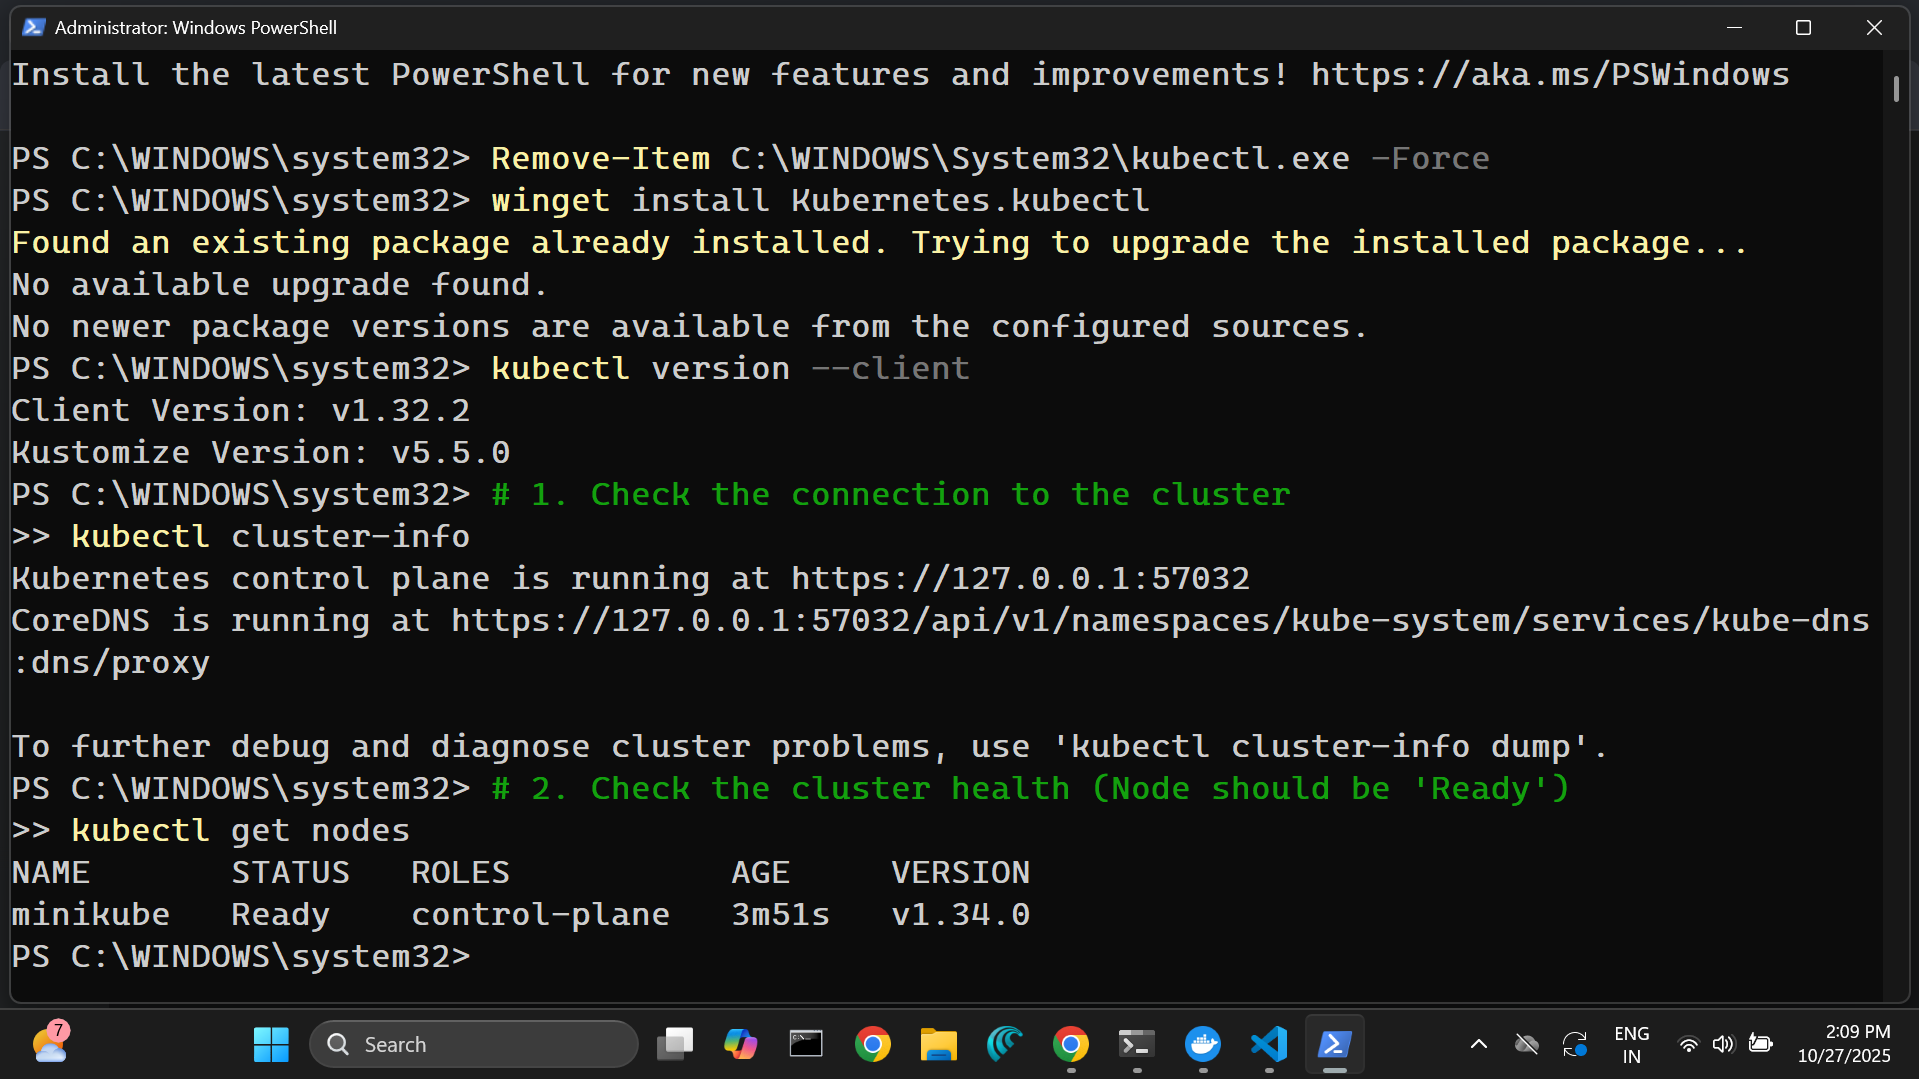 Administrator: Windows PowerShell
Install the latest PowerShell for new features and improvements! https://aka.ms/PSWindows
PS C:\WINDOWS\system32> Remove-Item C:\WINDOWS\System32\kubectl.exe -Force
PS C:\WINDOWS\system32> winget install Kubernetes.kubectl
Found an existing package already installed. Trying to upgrade the installed package...
No available upgrade found.
No newer package versions are available from the configured sources.
PS C:\WINDOWS\system32> kubectl version --client
Client Version: v1.32.2
Kustomize Version: v5.5.0
PS C:\WINDOWS\system32> # 1. Check the connection to the cluster
>> kubectl cluster-info
Kubernetes control plane is running at https://127.0.0.1:57032
CoreDNS is running at https://127.0.0.1:57032/api/v1/namespaces/kube-system/services/kube-dns
:dns/proxy
To further debug and diagnose cluster problems, use 'kubectl cluster-info dump'.
PS C:\WINDOWS\system32> # 2. Check the cluster health (Node should be 'Ready')
>> kubectl get nodes
NAME STATUS ROLES AGE VERSION
minikube Ready control-plane 3m51s v1.34.0
PS C:\WINDOWS\system32>
7
Search
ENG
IN
2:09 PM
10/27/2025